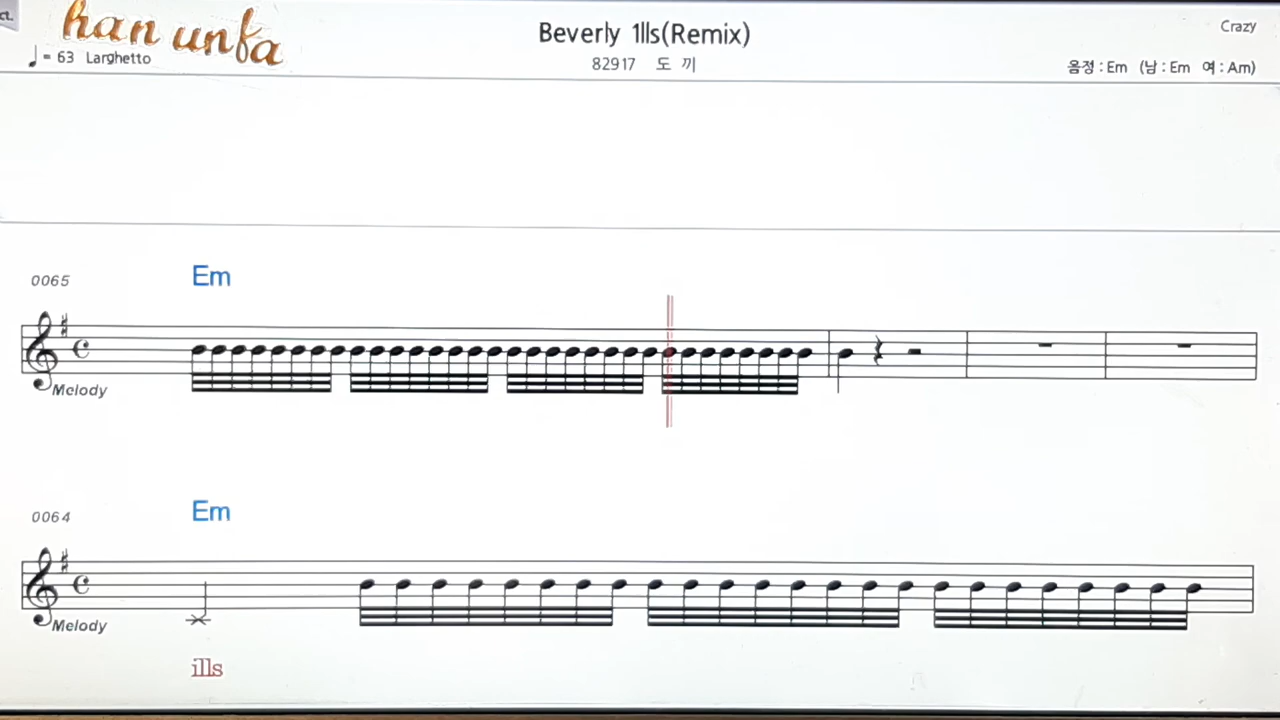 ct.
han unfa
Beverly 1lls(Remix)
Crazy
= 63 Larghetto
82917 도 끼
음정 : Em (남 : Em 여 : Am)
0065
Em
Melody
0064
Em
Melody
ills